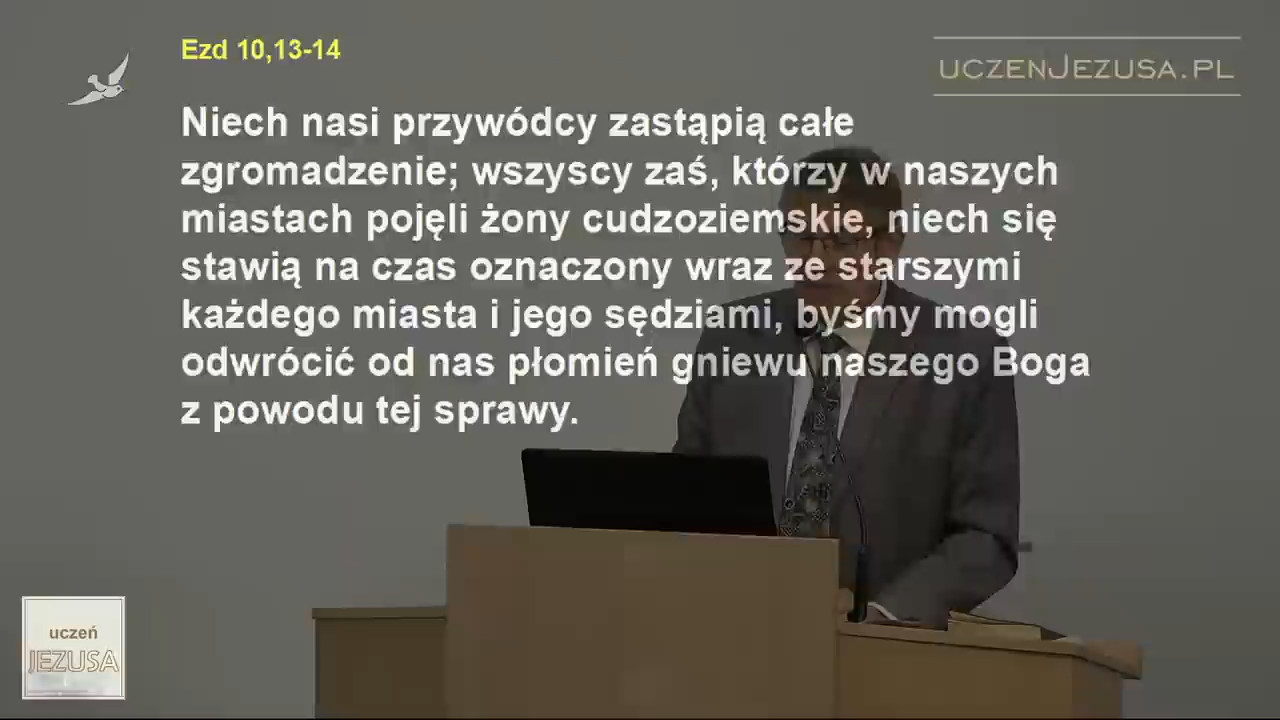 Ezd 10,13-14
UCZENJEZUSA.PL
Niech nasi przywódcy zastąpią całe
zgromadzenie; wszyscy zaś, którzy w naszych
miastach pojęli żony cudzoziemskie, niech się
stawią na czas oznaczony wraz ze starszymi
każdego miasta i jego sędziami, byśmy mogli
odwrócić od nas płomień gniewu naszego Boga
z powodu tej sprawy.
uczeń
JEZUSA